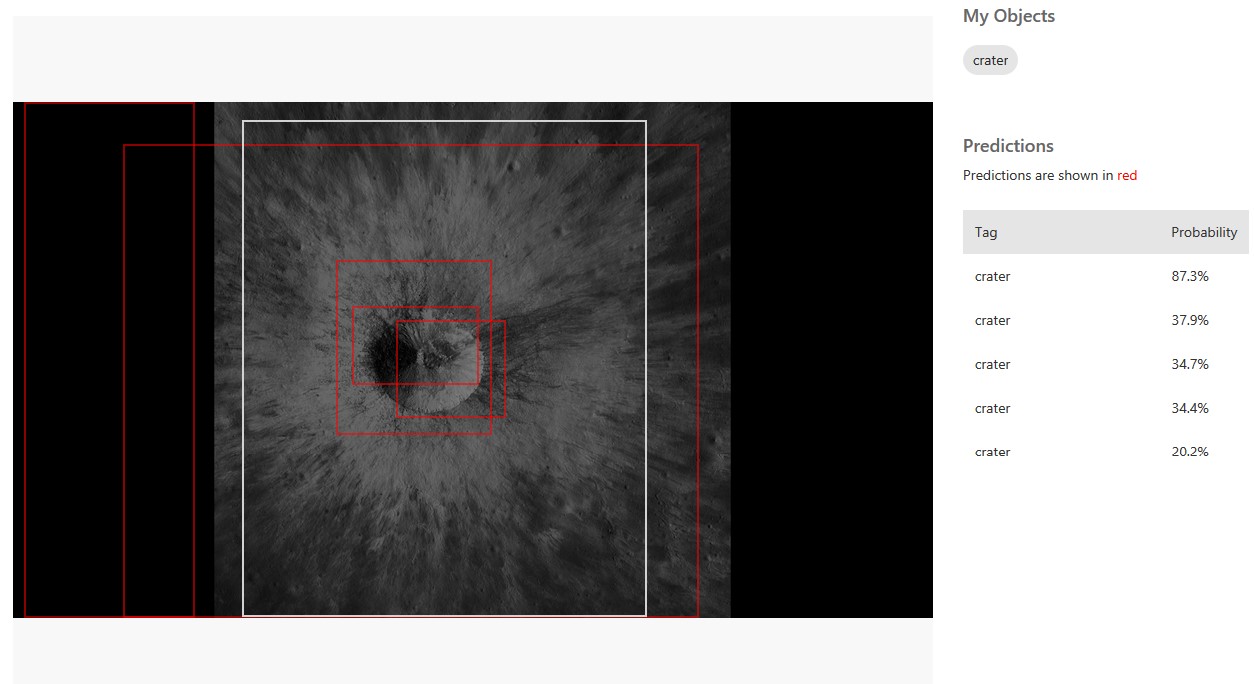 My Objects
crater
Predictions
Predictions are shown in red
Tag Probability
crater 87.3%
crater 37.9%
crater 34.7%
crater 34.4%
crater 20.2%